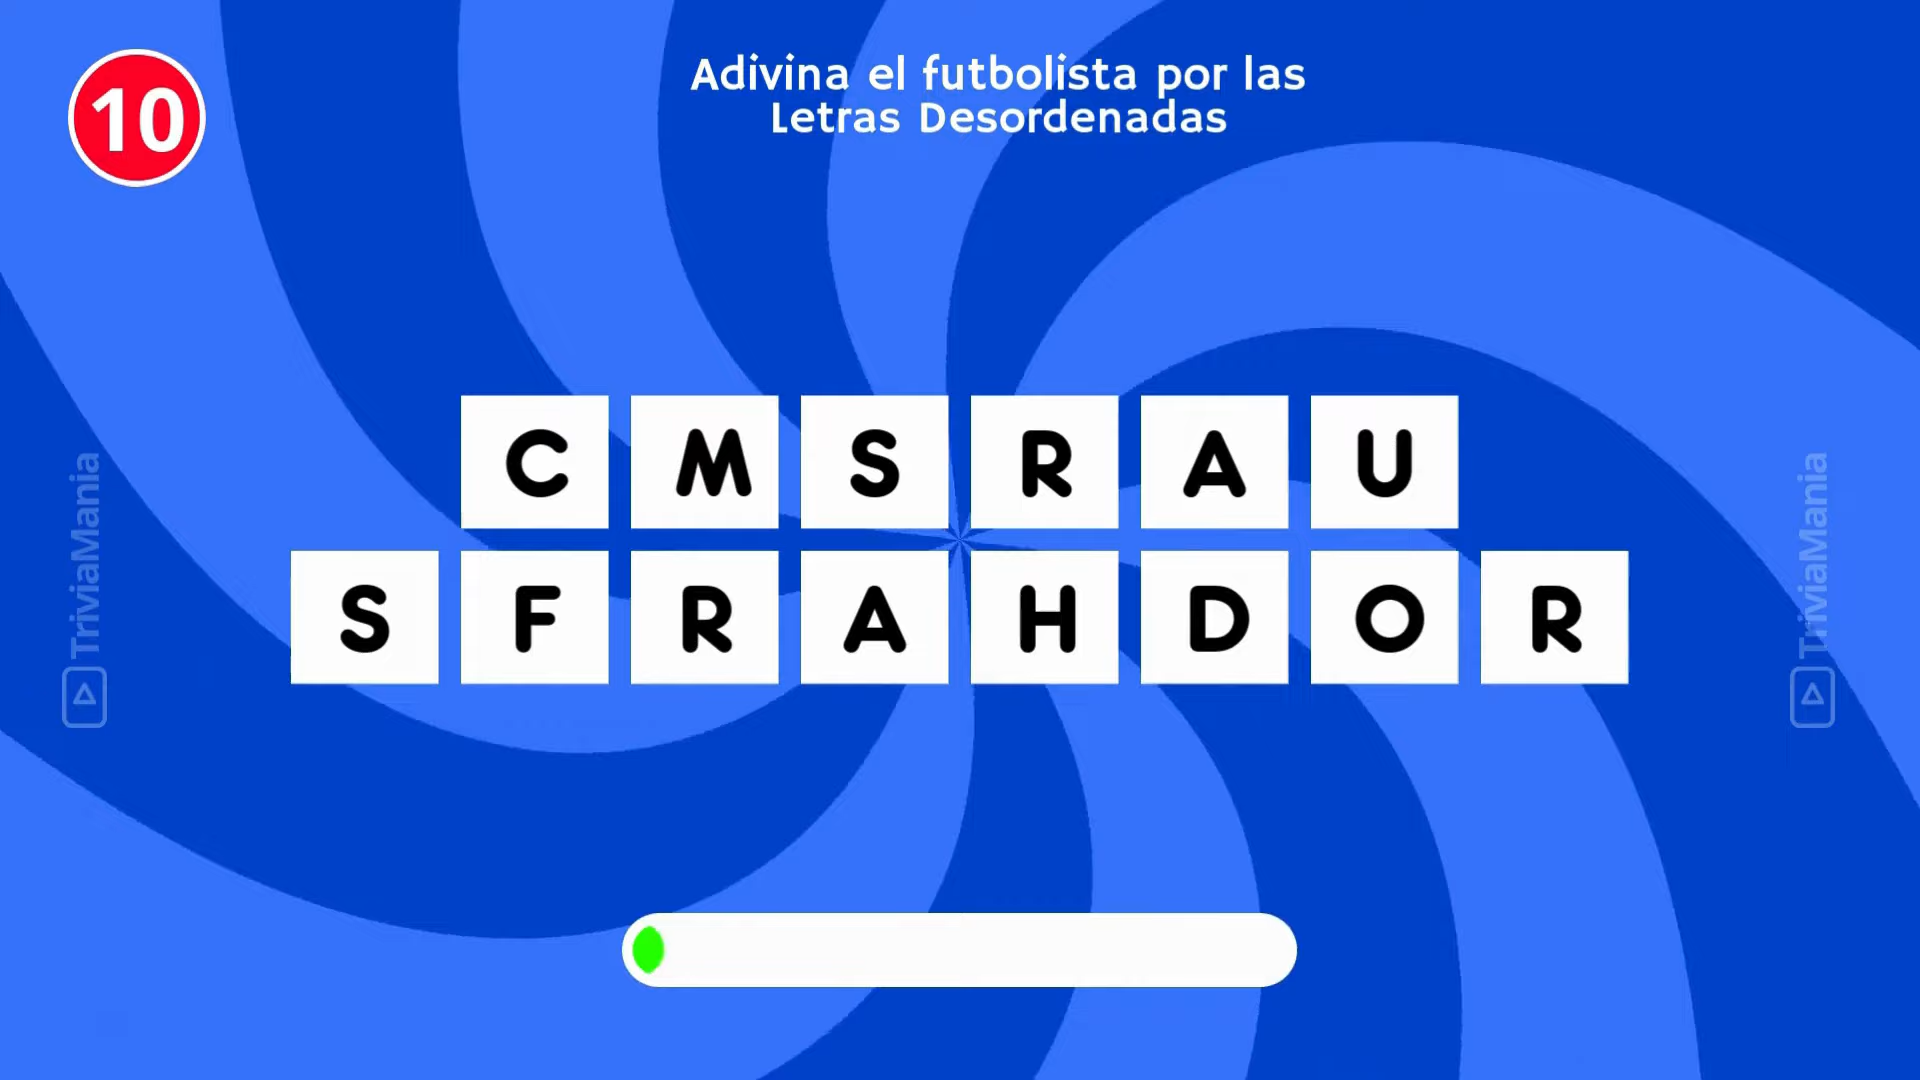 10
Adivina el futbolista por las
Letras Desordenadas
C M S R A U
S F R A H D O R
TriviaMania
TriviaMania